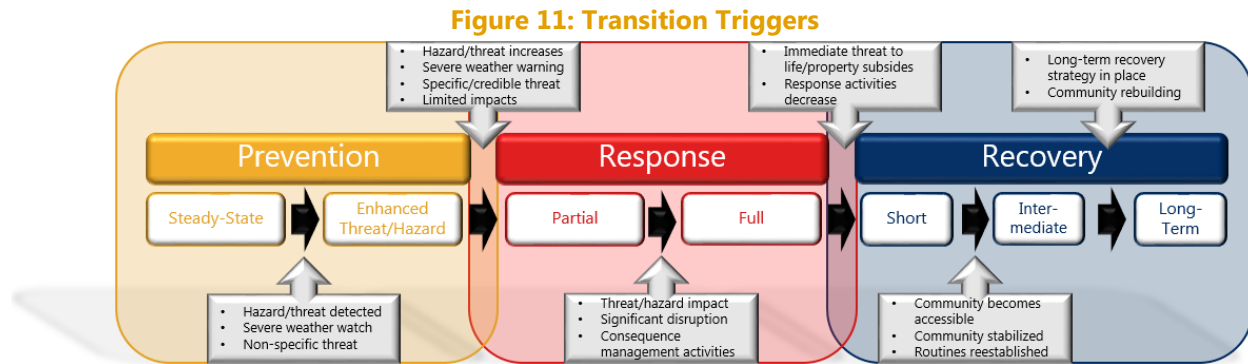 Figure 11: Transition Triggers
• Hazard/threat increases
• Severe weather warning
• Specific/credible threat
• Limited impacts
• Immediate threat to
life/property subsides
• Response activities
decrease
• Long-term recovery
strategy in place
• Community rebuilding
Prevention
Response
Recovery
Steady-State
Enhanced
Threat/Hazard
Partial
Full
Short
Inter-
mediate
Long-
Term
• Hazard/threat detected
• Severe weather watch
• Non-specific threat
• Threat/hazard impact
• Significant disruption
• Consequence
management activities
• Community becomes
accessible
• Community stabilized
• Routines reestablished